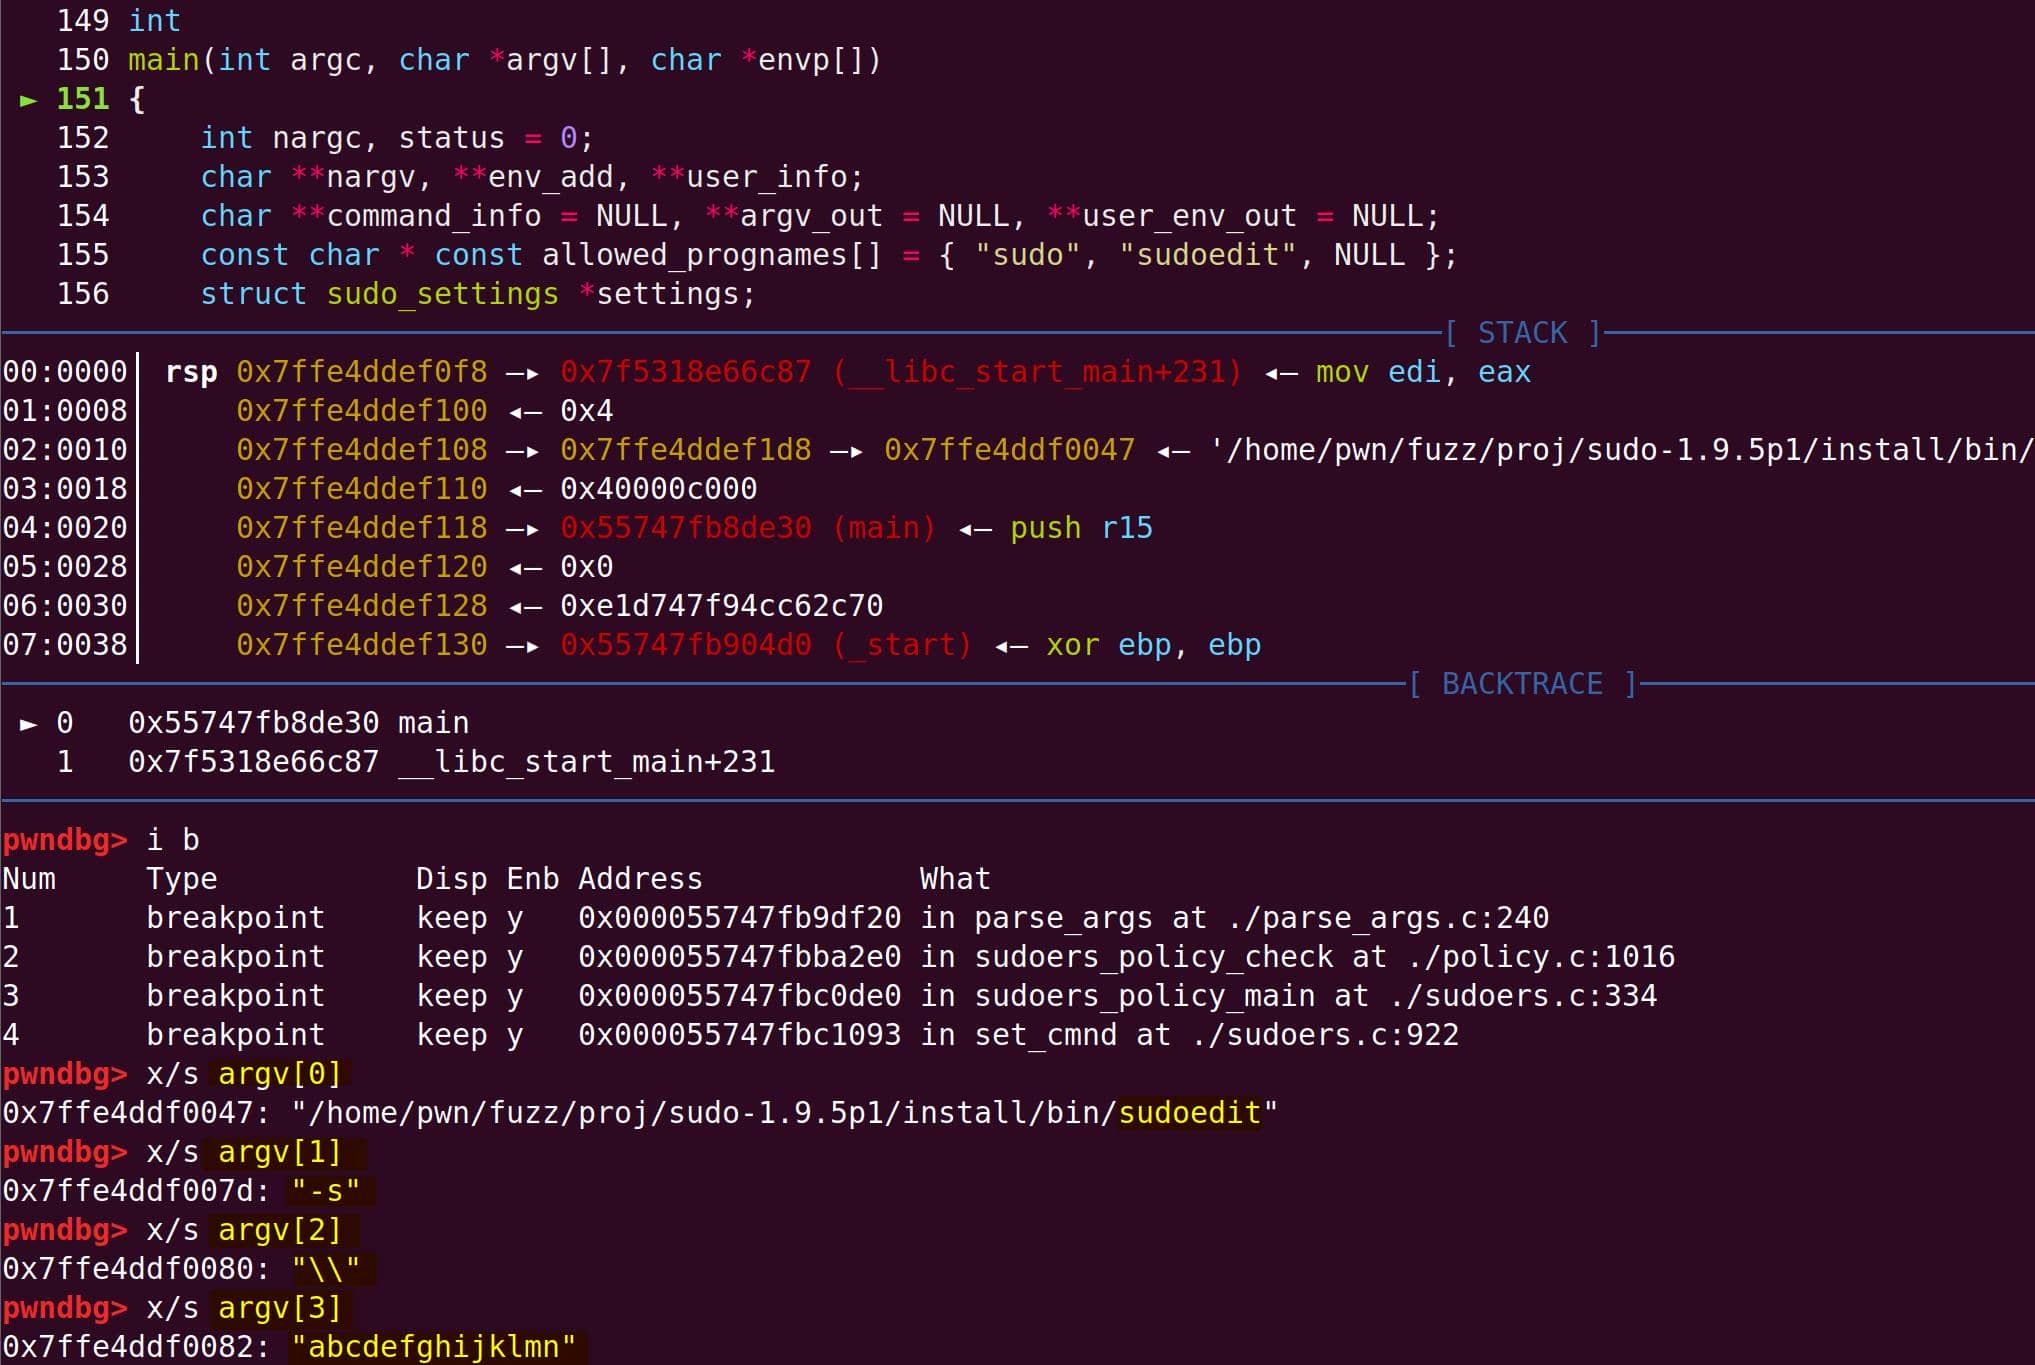 149 int
150 main(int argc, char *argv[], char *envp[])
► 151 {
152     int nargc, status = 0;
153     char **nargv, **env_add, **user_info;
154     char **command_info = NULL, **argv_out = NULL, **user_env_out = NULL;
155     const char * const allowed_prognames[] = { "sudo", "sudoedit", NULL };
156     struct sudo_settings *settings;
[ STACK ]
00:0000│ rsp 0x7ffe4ddef0f8 —▸ 0x7f5318e66c87 (__libc_start_main+231) ◂— mov edi, eax
01:0008│     0x7ffe4ddef100 ◂— 0x4
02:0010│     0x7ffe4ddef108 —▸ 0x7ffe4ddef1d8 —▸ 0x7ffe4ddf0047 ◂— '/home/pwn/fuzz/proj/sudo-1.9.5p1/install/bin/
03:0018│     0x7ffe4ddef110 ◂— 0x40000c000
04:0020│     0x7ffe4ddef118 —▸ 0x55747fb8de30 (main) ◂— push r15
05:0028│     0x7ffe4ddef120 ◂— 0x0
06:0030│     0x7ffe4ddef128 ◂— 0xe1d747f94cc62c70
07:0038│     0x7ffe4ddef130 —▸ 0x55747fb904d0 (_start) ◂— xor ebp, ebp
[ BACKTRACE ]
► 0   0x55747fb8de30 main
1   0x7f5318e66c87 __libc_start_main+231
pwndbg> i b
Num     Type           Disp Enb Address            What
1       breakpoint     keep y   0x000055747fb9df20 in parse_args at ./parse_args.c:240
2       breakpoint     keep y   0x000055747fbba2e0 in sudoers_policy_check at ./policy.c:1016
3       breakpoint     keep y   0x000055747fbc0de0 in sudoers_policy_main at ./sudoers.c:334
4       breakpoint     keep y   0x000055747fbc1093 in set_cmnd at ./sudoers.c:922
pwndbg> x/s argv[0]
0x7ffe4ddf0047: "/home/pwn/fuzz/proj/sudo-1.9.5p1/install/bin/sudoedit"
pwndbg> x/s argv[1]
0x7ffe4ddf007d: "-s"
pwndbg> x/s argv[2]
0x7ffe4ddf0080: "\\"
pwndbg> x/s argv[3]
0x7ffe4ddf0082: "abcdefghijklmn"